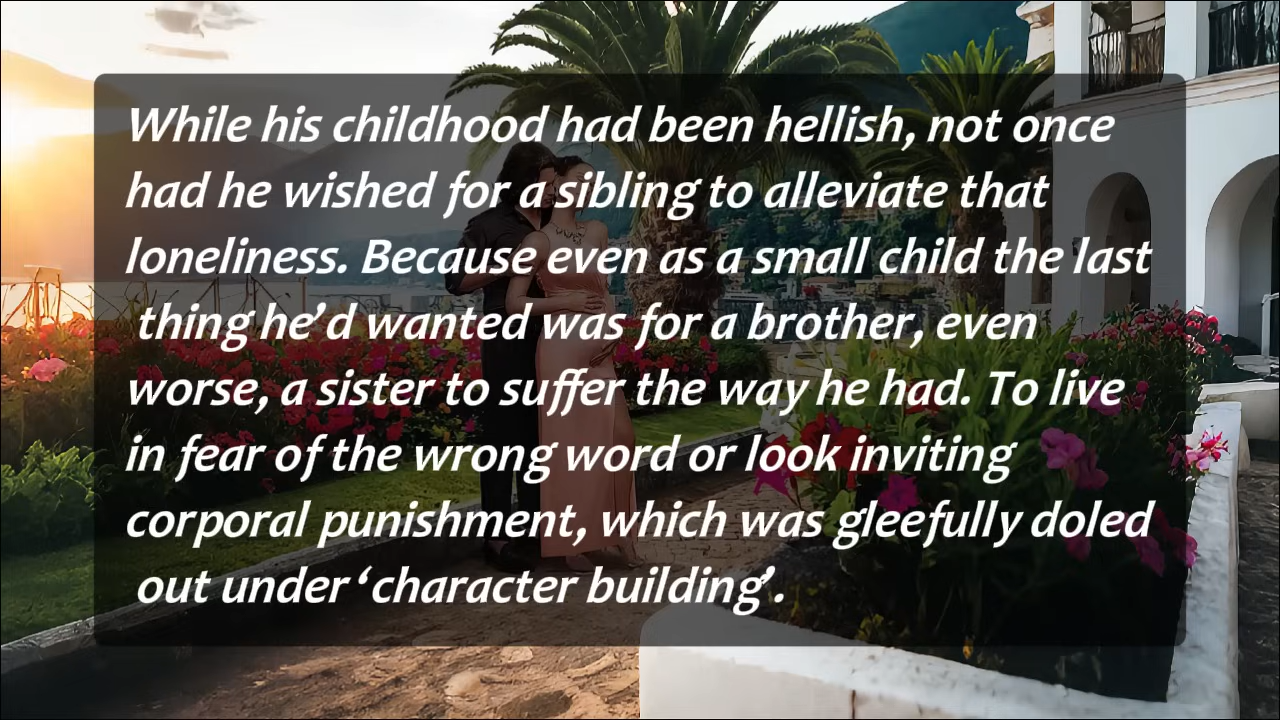 While his childhood had been hellish, not once
had he wished for a sibling to alleviate that
loneliness. Because even as a small child the last
thing he’d wanted was for a brother, even
worse, a sister to suffer the way he had. To live
in fear of the wrong word or look inviting
corporal punishment, which was gleefully doled
out under ‘character building’.